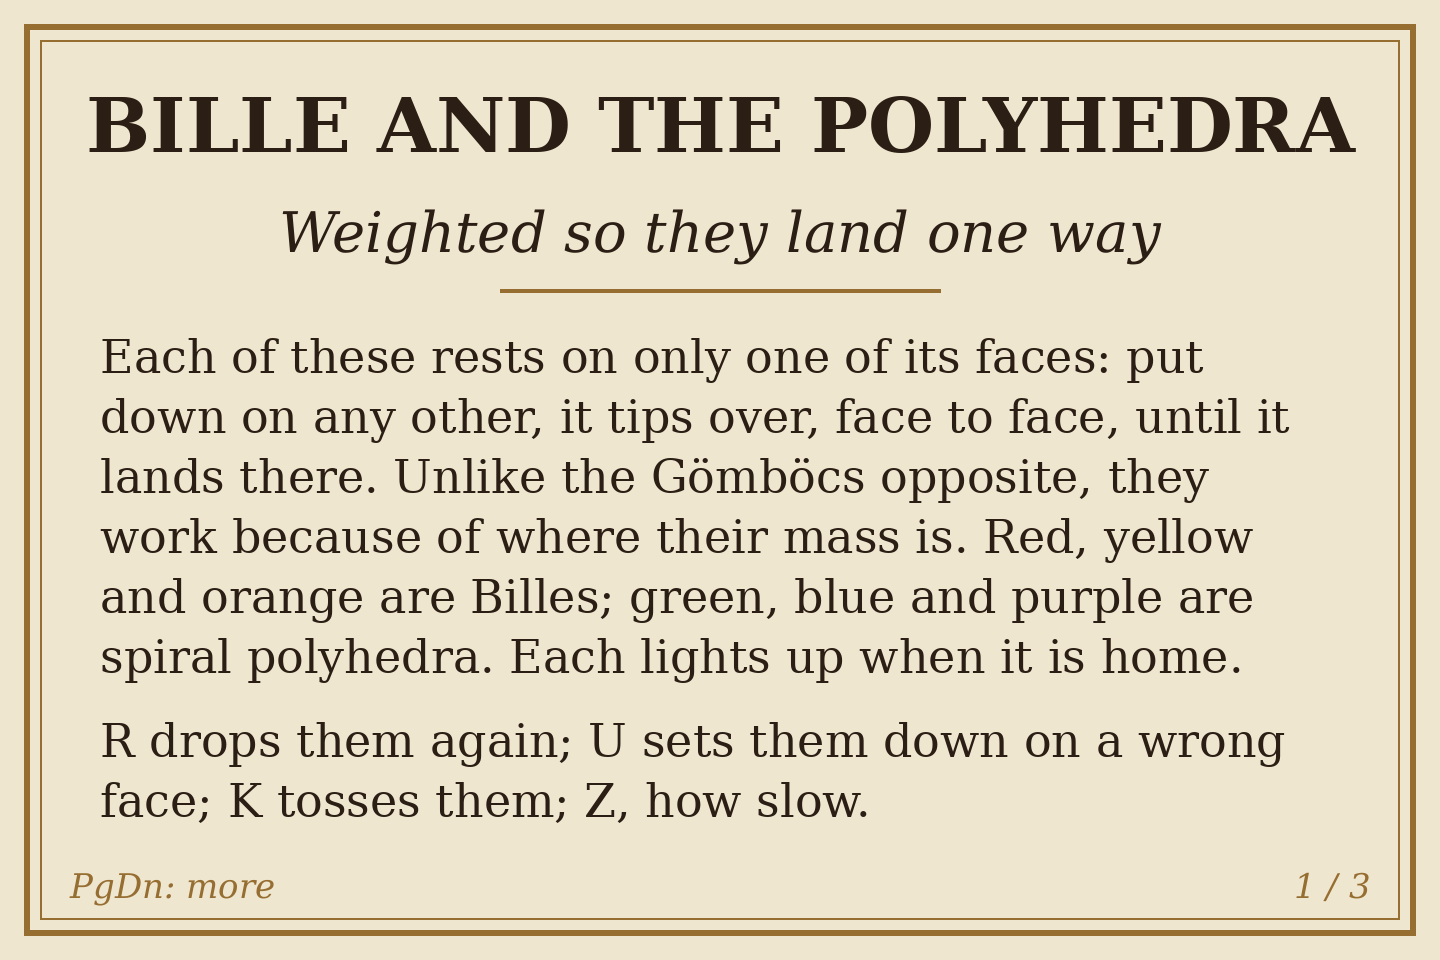 BILLE AND THE POLYHEDRA
Weighted so they land one way
Each of these rests on only one of its faces: put
down on any other, it tips over, face to face, until it
lands there. Unlike the Gömböcs opposite, they
work because of where their mass is. Red, yellow
and orange are Billes; green, blue and purple are
spiral polyhedra. Each lights up when it is home.
R drops them again; U sets them down on a wrong
face; K tosses them; Z, how slow.
PgDn: more
1 / 3